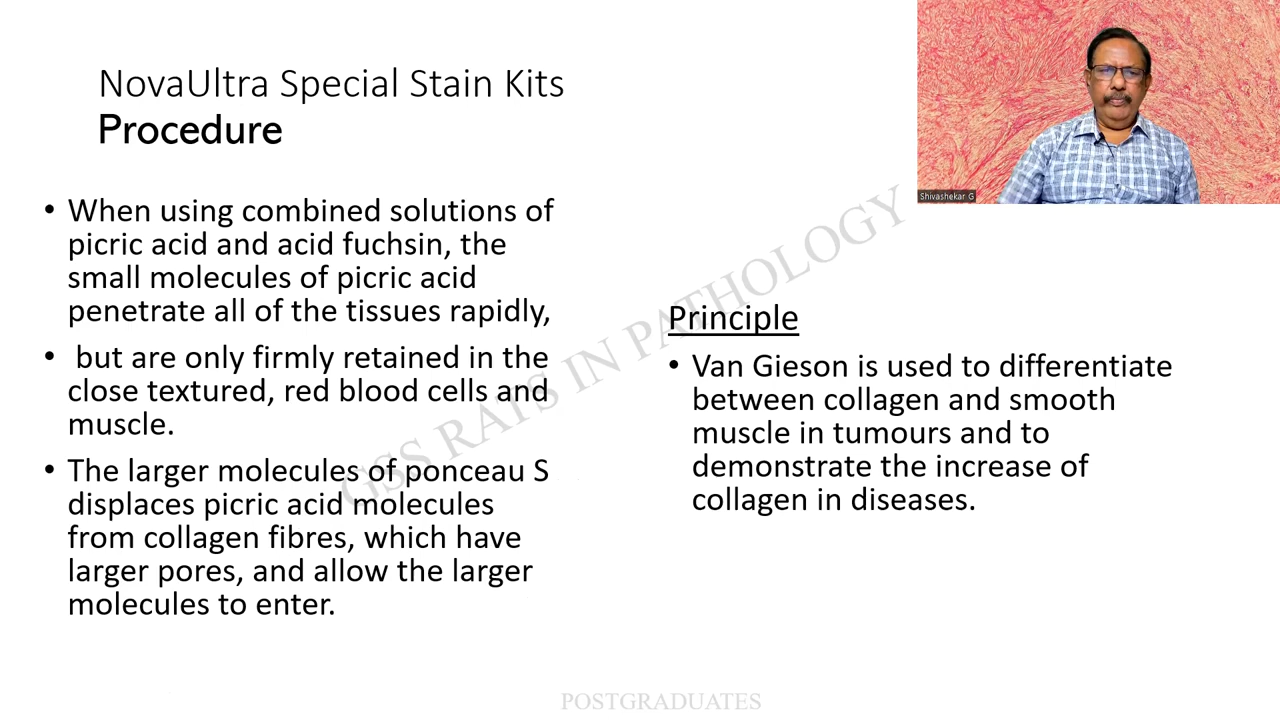 NovaUltra Special Stain Kits
Procedure
• When using combined solutions of
picric acid and acid fuchsin, the
small molecules of picric acid
penetrate all of the tissues rapidly,
• but are only firmly retained in the
close textured, red blood cells and
muscle.
• The larger molecules of ponceau S
displaces picric acid molecules
from collagen fibres, which have
larger pores, and allow the larger
molecules to enter.
Shivashekar G
Principle
• Van Gieson is used to differentiate
between collagen and smooth
muscle in tumours and to
demonstrate the increase of
collagen in diseases.
GSS RAIS IN PATHOLOGY
POSTGRADUATES